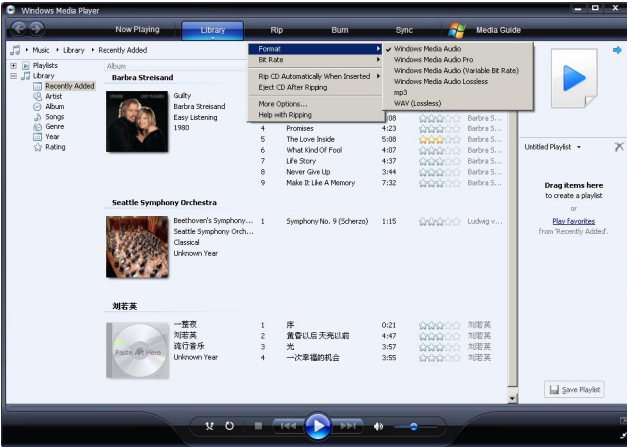 Windows Media Player
Now Playing Library Rip Burn Sync Media Guide
Music Library Recently Added
Format
Bit Rate
Rip CD Automatically When Inserted
Eject CD After Ripping
More Options...
Help with Ripping
Windows Media Audio
Windows Media Audio Pro
Windows Media Audio (Variable Bit Rate)
Windows Media Audio Lossless
mp3
WAV (Lossless)
Playlists
Library
Recently Added
Artist
Album
Songs
Genre
Year
Rating
Album
Barbra Streisand
Guilty
Barbra Streisand
Easy Listening
1980
:08 Barbra S...
4 Promises 4:23 Barbra S...
5 The Love Inside 5:08 Barbra S...
6 What Kind Of Fool 4:07 Barbra S...
7 Life Story 4:37 Barbra S...
8 Never Give Up 3:44 Barbra S...
9 Make It Like A Memory 7:32 Barbra S...
Seattle Symphony Orchestra
Beethoven's Symphony... 1 Symphony No. 9 (Scherzo) 1:15 Ludwig v...
Seattle Symphony Orch...
Classical
Unknown Year
刘若英
一整夜 1 序 0:21 刘若英
刘若英 2 黄昏以后天亮以前 4:47 刘若英
流行音乐 3 光 3:57 刘若英
Unknown Year 4 一次幸福的机会 3:55 刘若英
Paste Art Here
Untitled Playlist
Drag items here
to create a playlist
or
Play favorites
from 'Recently Added'.
Save Playlist